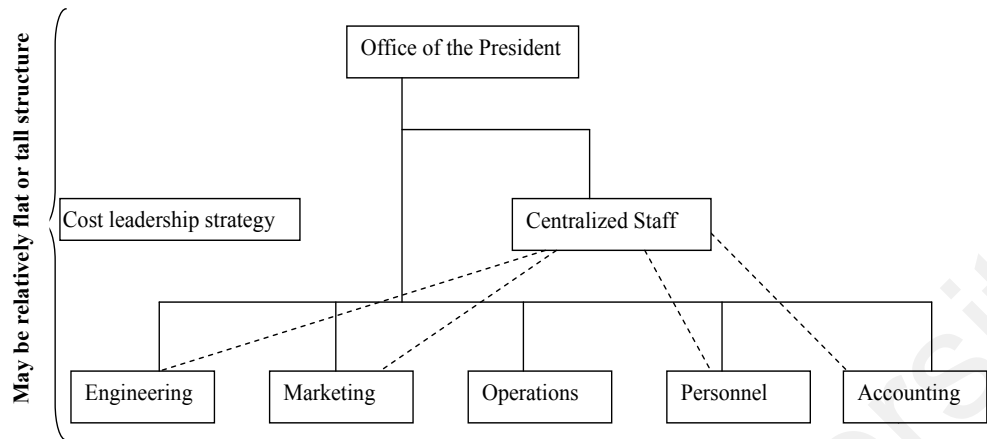 May be relatively flat or tall structure
Office of the President
Cost leadership strategy
Centralized Staff
Engineering
Marketing
Operations
Personnel
Accounting